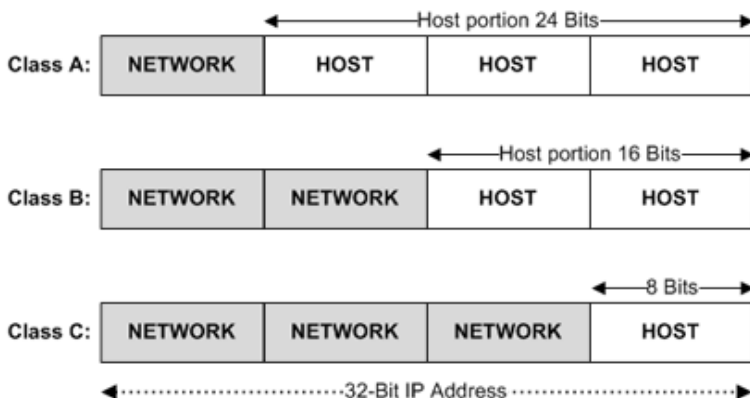 Host portion 24 Bits
Class A: NETWORK HOST HOST HOST
Host portion 16 Bits
Class B: NETWORK NETWORK HOST HOST
8 Bits
Class C: NETWORK NETWORK NETWORK HOST
32-Bit IP Address